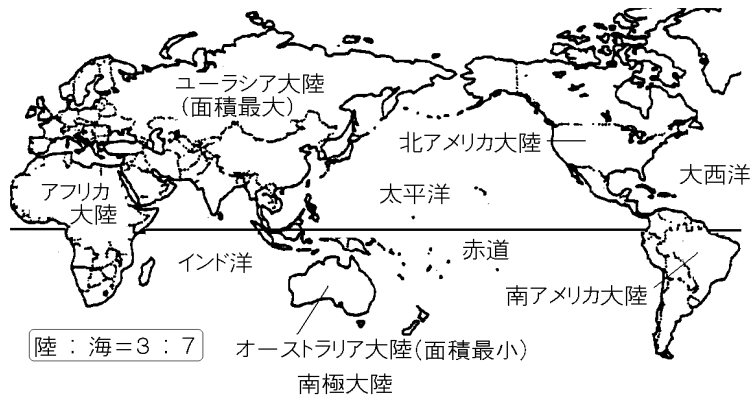 ユーラシア大陸
(面積最大)
北アメリカ大陸
アフリカ
大陸
太平洋
大西洋
インド洋
赤道
南アメリカ大陸
陸：海＝3：7
オーストラリア大陸(面積最小)
南極大陸